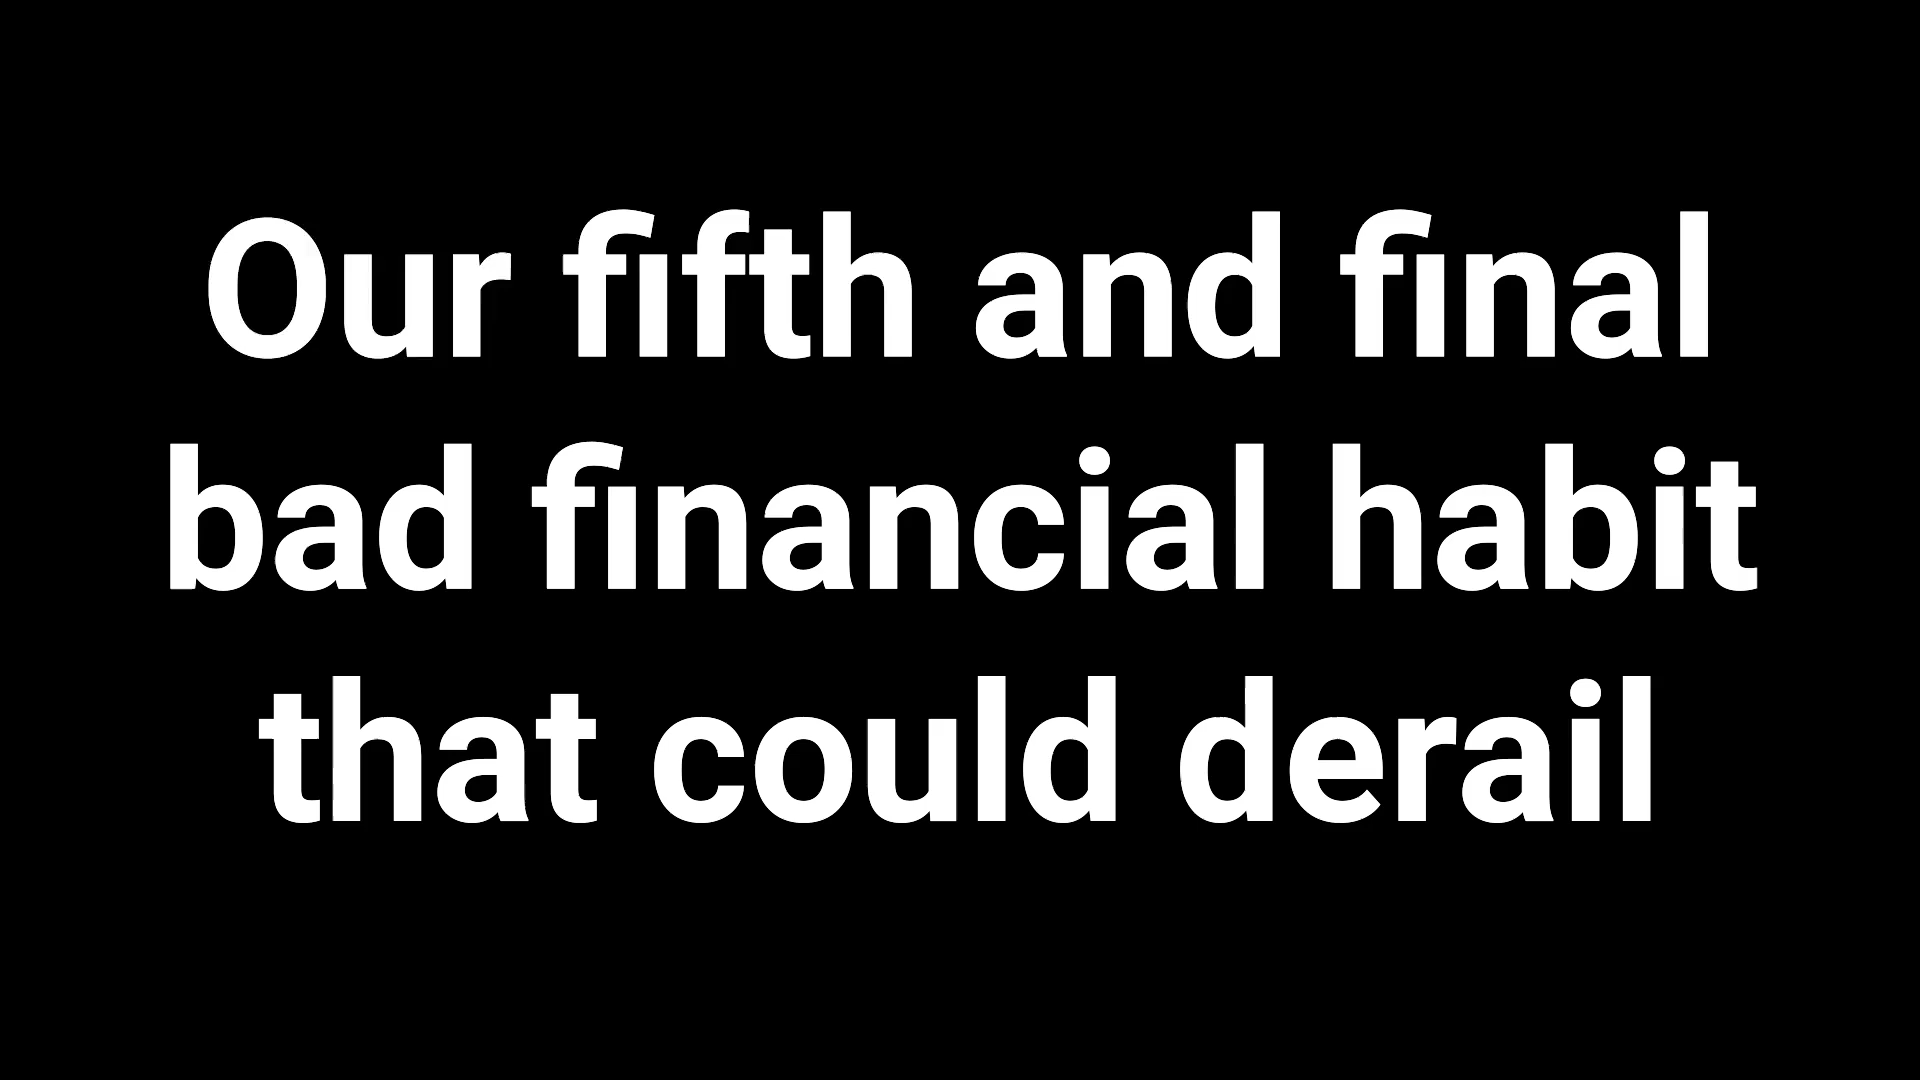 Our fifth and final
bad financial habit
that could derail